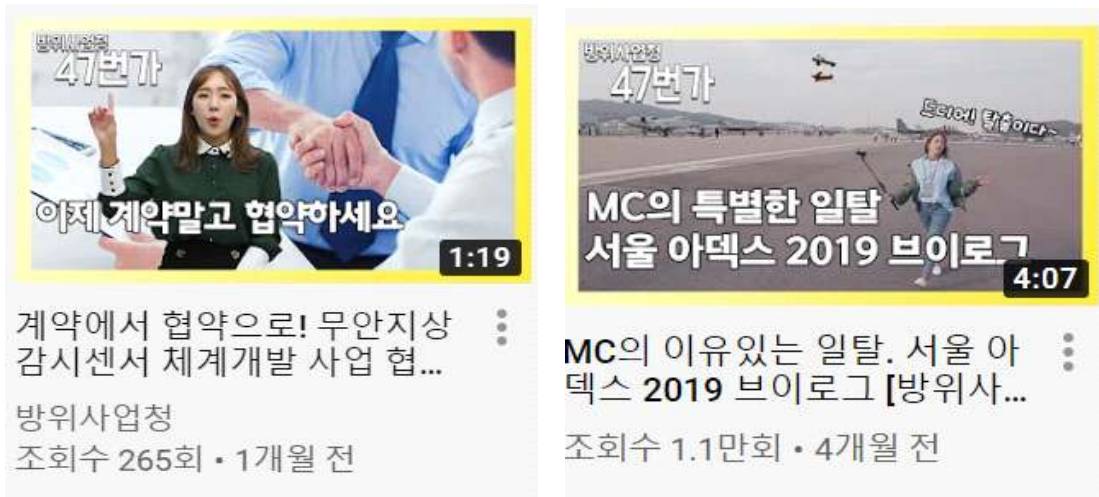 방위사업청
47번가
이제 계약말고 협약하세요
1:19
계약에서 협약으로! 무안지상
감시센서 체계개발 사업 협...
방위사업청
조회수 265회 • 1개월 전
방위사업청
47번가
드디어! 탈출이다~
MC의 특별한 일탈
서울 아덱스 2019 브이로그
4:07
MC의 이유있는 일탈. 서울 아
덱스 2019 브이로그 [방위사...
조회수 1.1만회 • 4개월 전